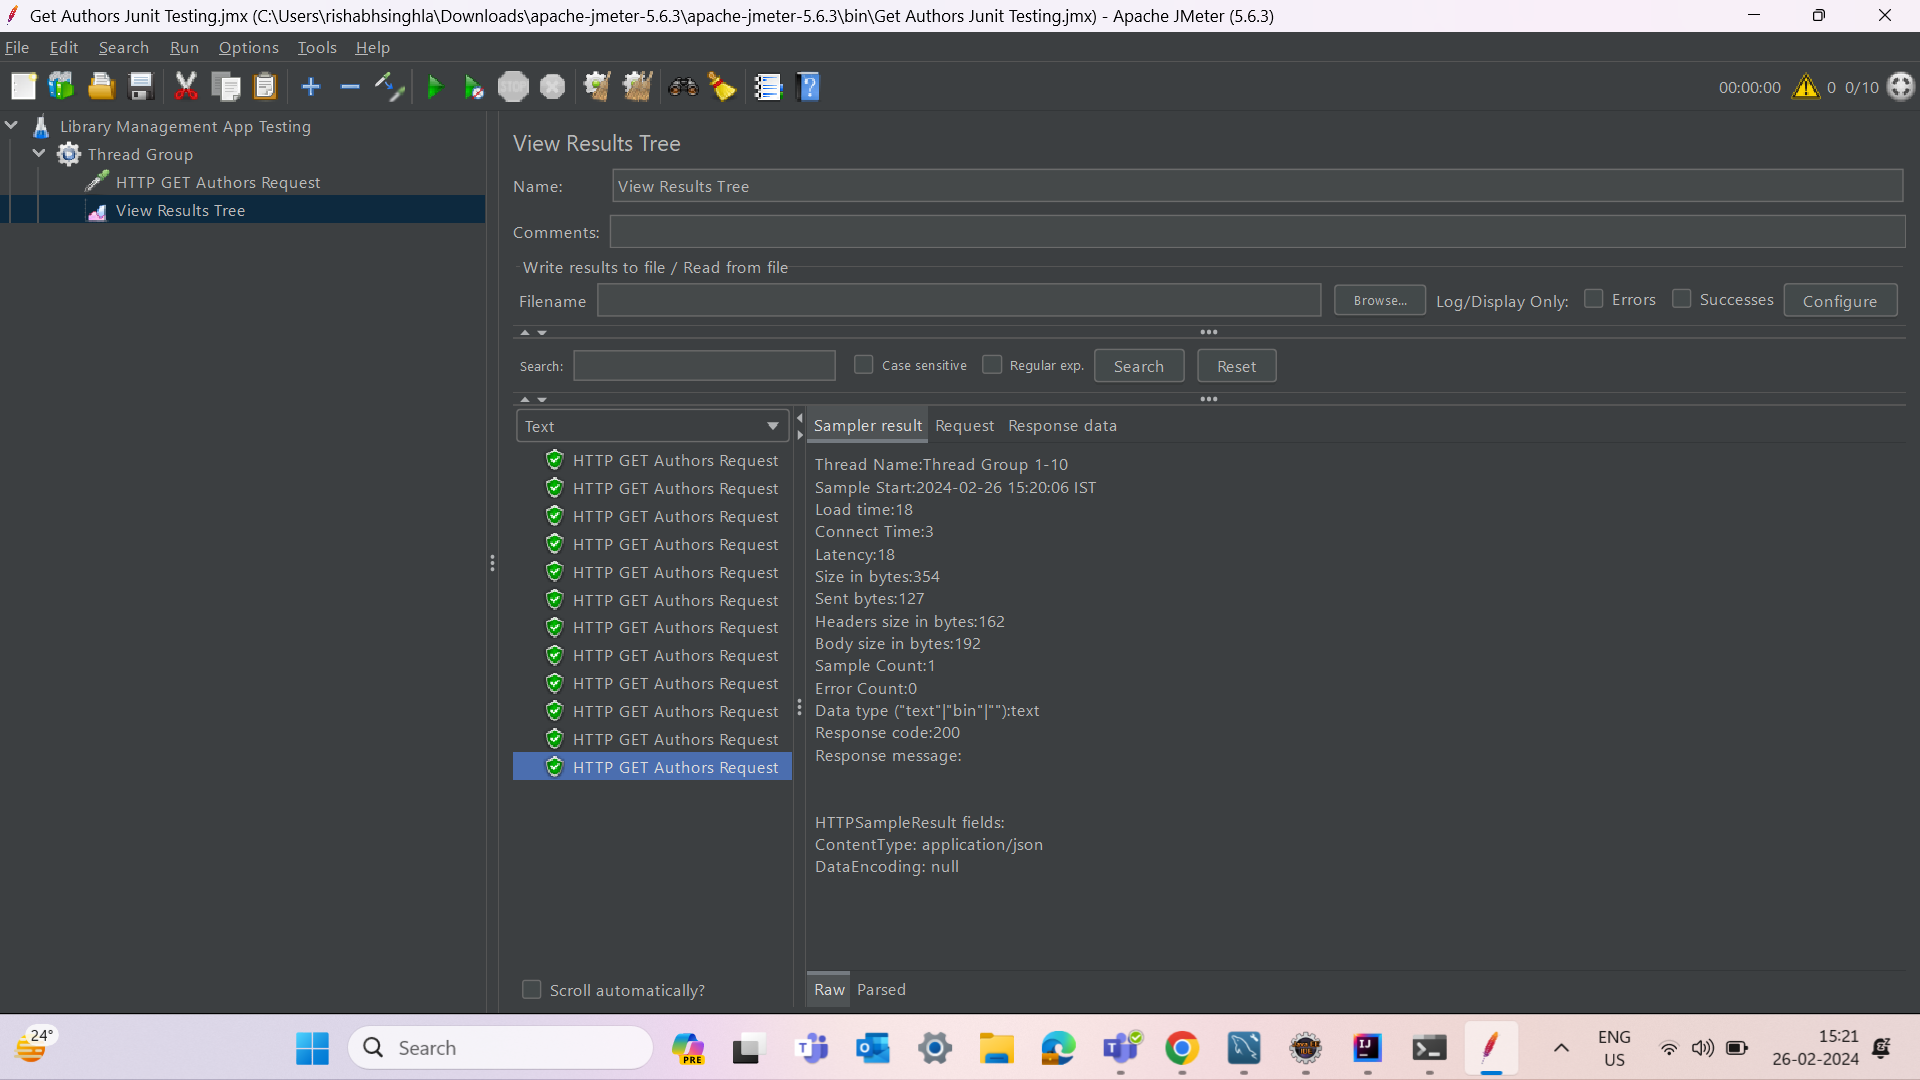 Get Authors Junit Testing.jmx (C:\Users\rishabhsinghla\Downloads\apache-jmeter-5.6.3\apache-jmeter-5.6.3\bin\Get Authors Junit Testing.jmx) - Apache JMeter (5.6.3)
File Edit Search Run Options Tools Help
STOP
00:00:00 0 0/10
Library Management App Testing
Thread Group
HTTP GET Authors Request
View Results Tree
View Results Tree
Name: View Results Tree
Comments:
Write results to file / Read from file
Filename Browse... Log/Display Only: Errors Successes Configure
Search: Case sensitive Regular exp. Search Reset
Text
HTTP GET Authors Request
HTTP GET Authors Request
HTTP GET Authors Request
HTTP GET Authors Request
HTTP GET Authors Request
HTTP GET Authors Request
HTTP GET Authors Request
HTTP GET Authors Request
HTTP GET Authors Request
HTTP GET Authors Request
HTTP GET Authors Request
HTTP GET Authors Request
Scroll automatically?
Sampler result Request Response data
Thread Name:Thread Group 1-10
Sample Start:2024-02-26 15:20:06 IST
Load time:18
Connect Time:3
Latency:18
Size in bytes:354
Sent bytes:127
Headers size in bytes:162
Body size in bytes:192
Sample Count:1
Error Count:0
Data type ("text"|"bin"|""):text
Response code:200
Response message:
HTTPSampleResult fields:
ContentType: application/json
DataEncoding: null
Raw Parsed
24°
Search
PRE
ENG
US
15:21
26-02-2024